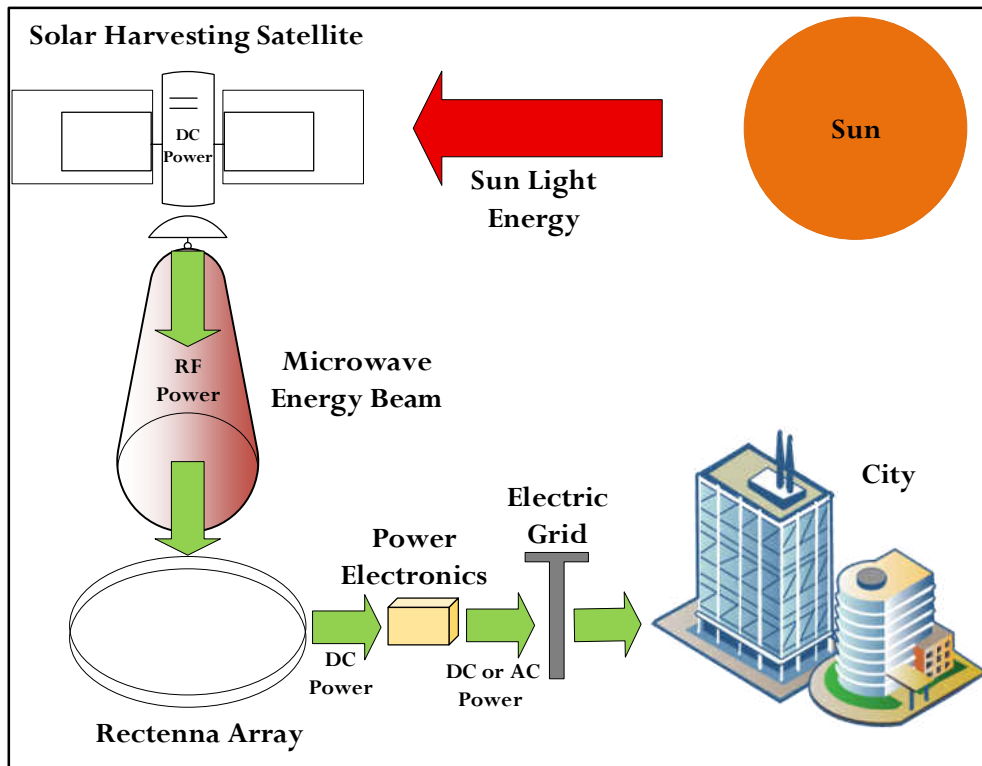 Solar Harvesting Satellite
DC
Power
Sun
Sun Light
Energy
RF
Power
Microwave
Energy Beam
City
Electric
Grid
Power
Electronics
DC
Power
DC or AC
Power
Rectenna Array